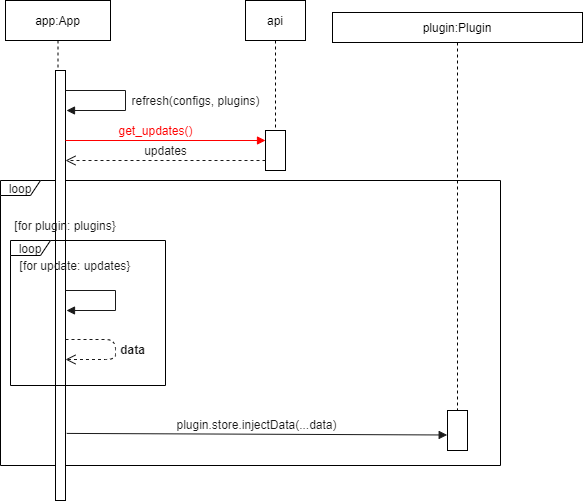 app:App
api
plugin:Plugin
refresh(configs, plugins)
get_updates()
updates
loop
[for plugin: plugins}
loop
[for update: updates}
data
plugin.store.injectData(...data)